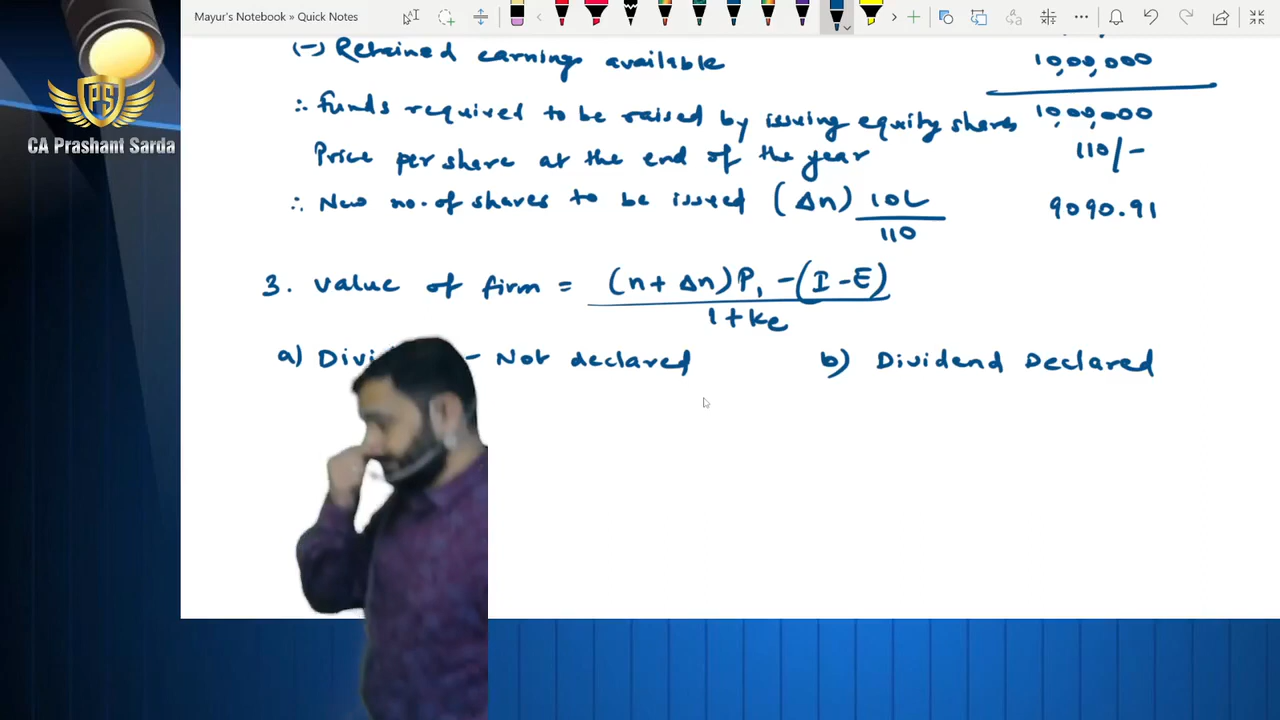 Mayur's Notebook » Quick Notes
PS
CA Prashant Sarda
(-) Retained earnings available 10,00,000
∴ Funds required to be raised by issuing equity shares 10,00,000
Price per share at the end of the year 110/-
∴ New no. of shares to be issued (Δn) 10L / 110 9090.91
3. Value of firm = (n + Δn)P₁ - (I - E) / 1 + ke
a) - Not declared b) Dividend Declared